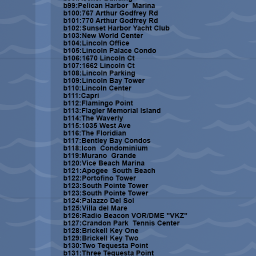 b99:Pelican Harbor  Marina
b100:767 Arthur Godfrey Rd
b101:770 Arthur Godfrey Rd
b102:Sunset Harbor Yacht Club
b103:New World Center
b104:Lincoln Office
b105:Lincoln Palace Condo
b106:1670 Lincoln Ct
b107:1662 Lincoln Ct
b108:Lincoln Parking
b109:Lincoln Bay Tower
b110:Lincoln Center
b111:Capri
b112:Flamingo Point
b113:Flagler Memorial Island
b114:The Waverly
b115:1035 West Ave
b116:The Floridian
b117:Bentley Bay Condos
b118:Icon  Condominium
b119:Murano  Grande
b120:Vice Beach Marina
b121:Apogee  South Beach
b122:Portofino Tower
b123:South Pointe Tower
b123:South Pointe Tower
b124:Palazzo Del Sol
b125:Villa del Mare
b126:Radio Beacon VOR/DME "VKZ"
b127:Crandon Park  Tennis Center
b128:Brickell Key One
b129:Brickell Key Two
b130:Two Tequesta Point
b131:Three Tequesta Point